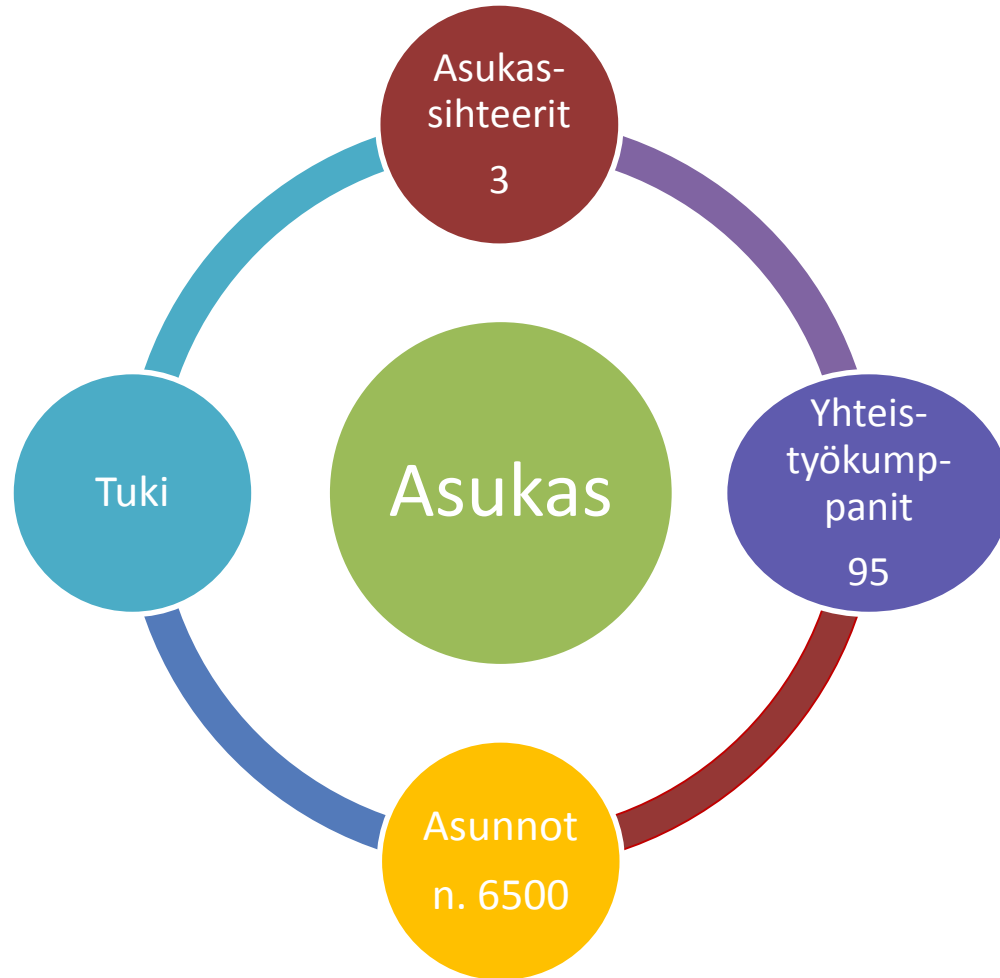 Asukas-
sihteerit
3
Tuki
Asukas
Yhteis-
työkump-
panit
95
Asunnot
n. 6500